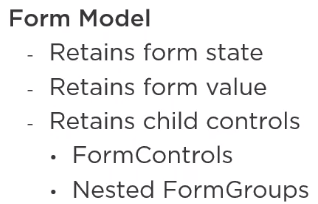 Form Model
- Retains form state
- Retains form value
- Retains child controls
• FormControls
• Nested FormGroups